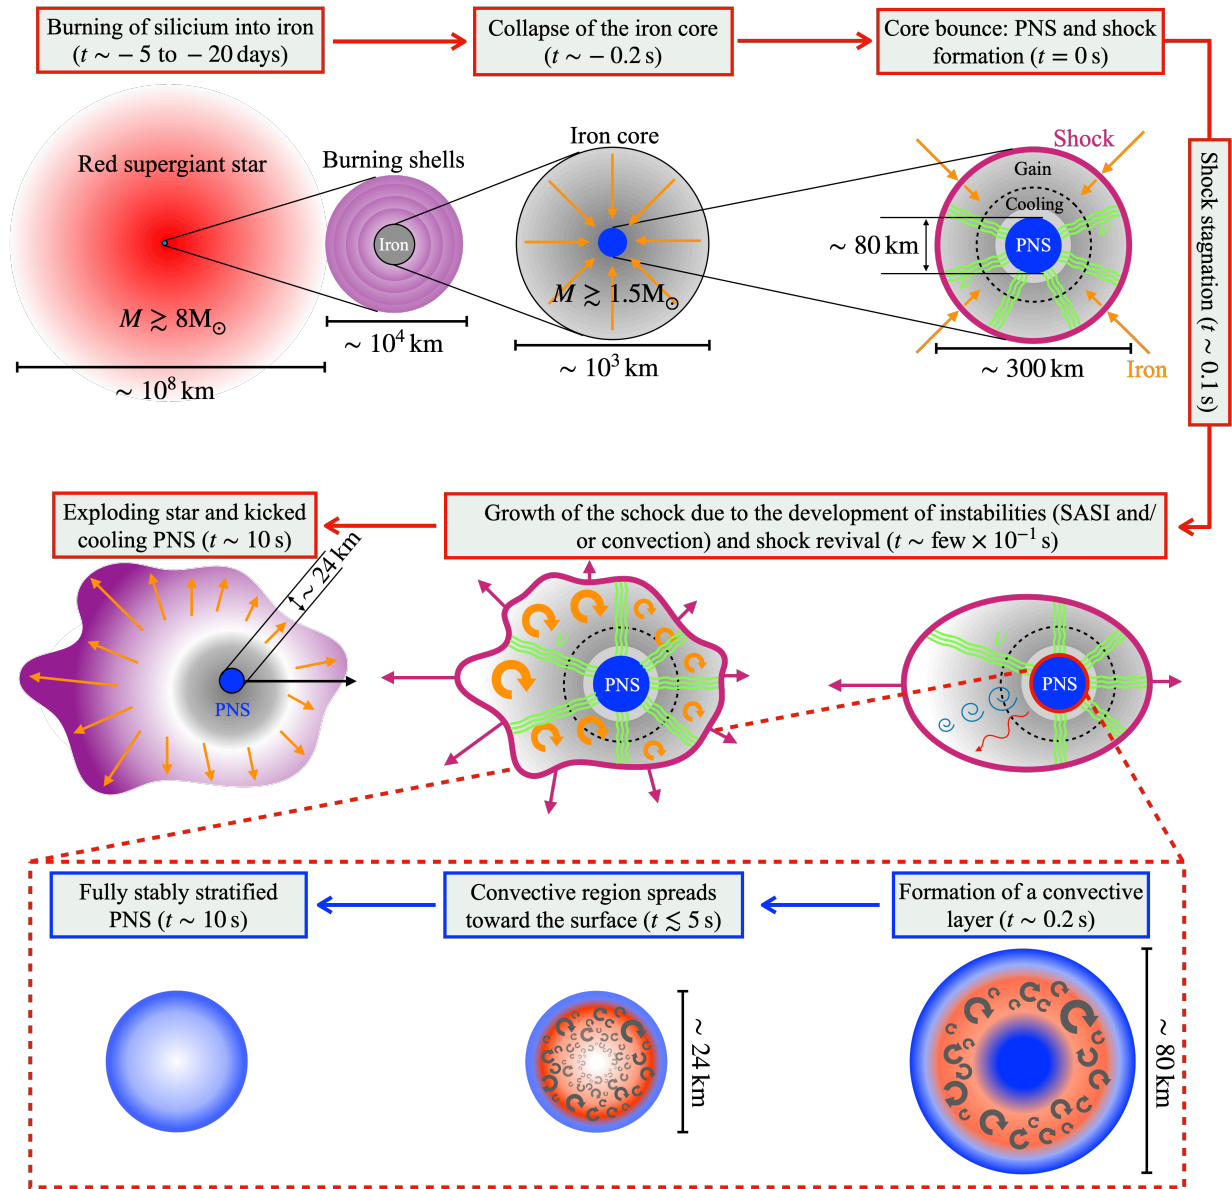 Burning of silicium into iron
(t ∼ − 5 to − 20 days)
Collapse of the iron core
(t ∼ − 0.2 s)
Core bounce: PNS and shock
formation (t = 0 s)
Shock stagnation (t ∼ 0.1 s)
Red supergiant star
M ≳ 8M⊙
∼ 10⁸ km
Burning shells
Iron
∼ 10⁴ km
Iron core
M ≳ 1.5M⊙
∼ 10³ km
Shock
Gain
Cooling
PNS
∼ 80 km
∼ 300 km
Iron
Exploding star and kicked
cooling PNS (t ∼ 10 s)
Growth of the schock due to the development of instabilities (SASI and/
or convection) and shock revival (t ∼ few × 10⁻¹ s)
∼ 24 km
PNS
PNS
PNS
Fully stably stratified
PNS (t ∼ 10 s)
Convective region spreads
toward the surface (t ≲ 5 s)
Formation of a convective
layer (t ∼ 0.2 s)
∼ 24 km
∼ 80 km